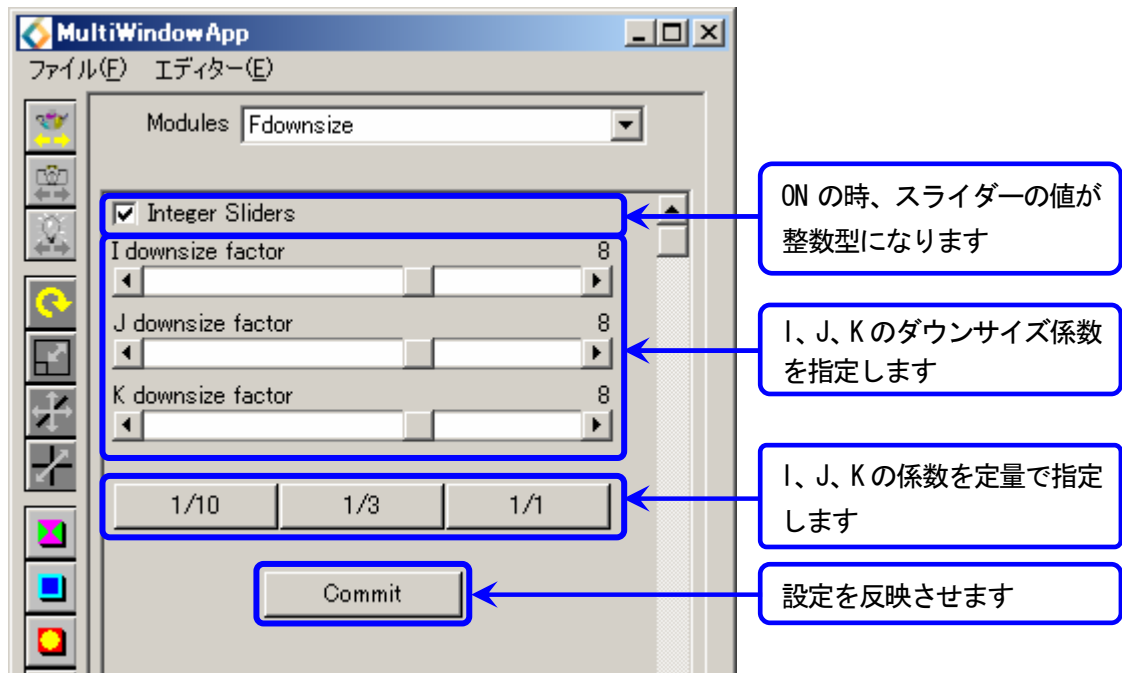 MultiWindowApp
ファイル(F) エディター(E)
Modules Fdownsize
Integer Sliders
I downsize factor 8
J downsize factor 8
K downsize factor 8
1/10 1/3 1/1
Commit
ON の時、スライダーの値が
整数型になります
I、J、K のダウンサイズ係数
を指定します
I、J、K の係数を定量で指定
します
設定を反映させます